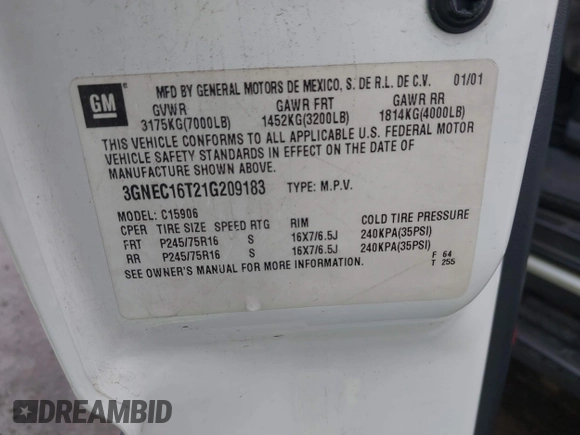 GM
MFD BY GENERAL MOTORS DE MEXICO, S. DE R.L. DE C.V. 01/01
GVWR GAWR FRT GAWR RR
3175KG(7000LB) 1452KG(3200LB) 1814KG(4000LB)
THIS VEHICLE CONFORMS TO ALL APPLICABLE U.S. FEDERAL MOTOR
VEHICLE SAFETY STANDARDS IN EFFECT ON THE DATE OF
MANUFACTURE SHOWN ABOVE.
3GNEC16T21G209183 TYPE: M.P.V.
MODEL: C15906
CPTER TIRE SIZE SPEED RTG RIM COLD TIRE PRESSURE
FRT P245/75R16 S 16X7/6.5J 240KPA(35PSI)
RR P245/75R16 S 16X7/6.5J 240KPA(35PSI)
SEE OWNER'S MANUAL FOR MORE INFORMATION.
F 64
T 255
DREAMBID